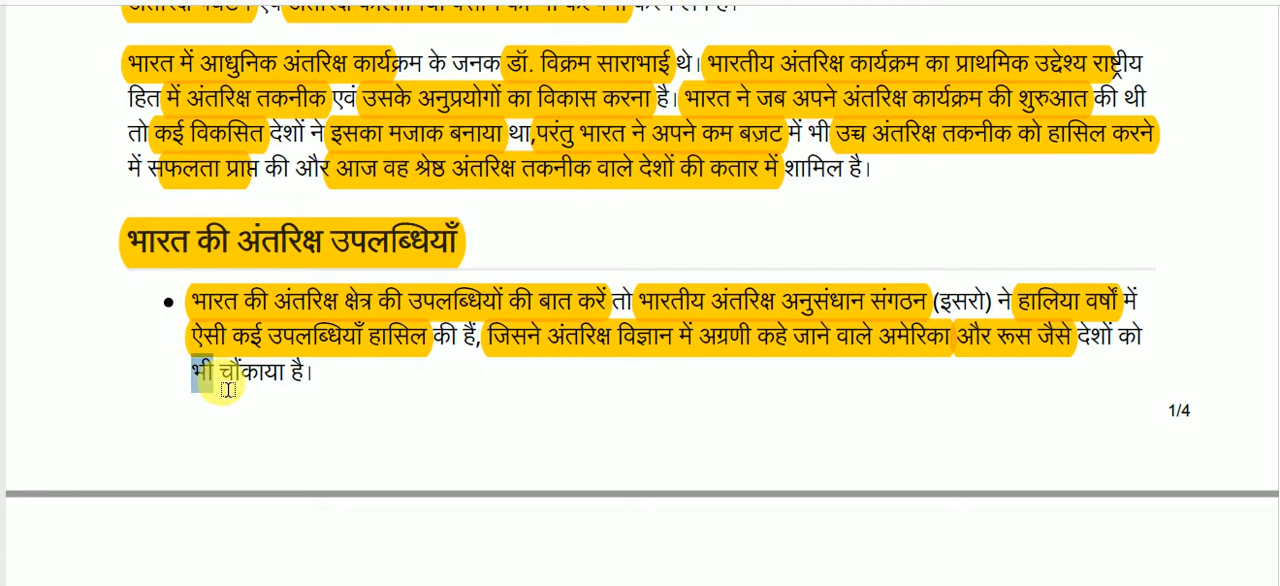 भारत में आधुनिक अंतरिक्ष कार्यक्रम के जनक डॉ. विक्रम साराभाई थे। भारतीय अंतरिक्ष कार्यक्रम का प्राथमिक उद्देश्य राष्ट्रीय
हित में अंतरिक्ष तकनीक एवं उसके अनुप्रयोगों का विकास करना है। भारत ने जब अपने अंतरिक्ष कार्यक्रम की शुरुआत की थी
तो कई विकसित देशों ने इसका मजाक बनाया था,परंतु भारत ने अपने कम बज़ट में भी उच्च अंतरिक्ष तकनीक को हासिल करने
में सफलता प्राप्त की और आज वह श्रेष्ठ अंतरिक्ष तकनीक वाले देशों की कतार में शामिल है।
भारत की अंतरिक्ष उपलब्धियाँ
भारत की अंतरिक्ष क्षेत्र की उपलब्धियों की बात करें तो भारतीय अंतरिक्ष अनुसंधान संगठन (इसरो) ने हालिया वर्षों में
ऐसी कई उपलब्धियाँ हासिल की हैं, जिसने अंतरिक्ष विज्ञान में अग्रणी कहे जाने वाले अमेरिका और रूस जैसे देशों को
भी चौंकाया है।
1/4